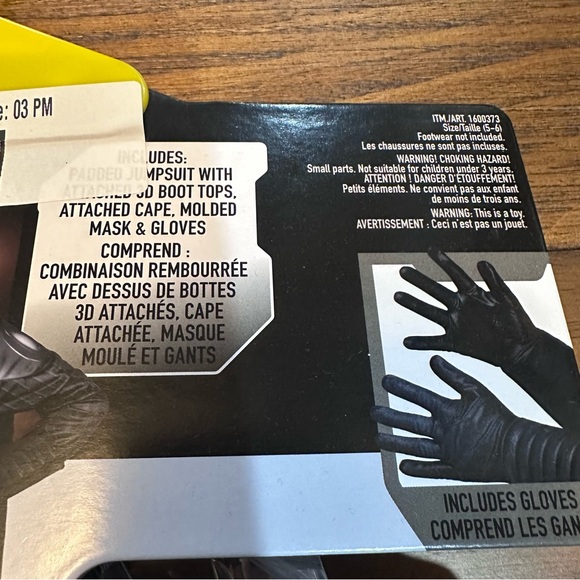 : 03 PM
INCLUDES:
PADDED JUMPSUIT WITH
ATTACHED 3D BOOT TOPS,
ATTACHED CAPE, MOLDED
MASK & GLOVES
COMPREND :
COMBINAISON REMBOURRÉE
AVEC DESSUS DE BOTTES
3D ATTACHÉS, CAPE
ATTACHÉE, MASQUE
MOULÉ ET GANTS
ITM./ART. 1600373
Size/Taille (5-6)
Footwear not included.
Les chaussures ne sont pas incluses.
WARNING! CHOKING HAZARD!
Small parts. Not suitable for children under 3 years.
ATTENTION ! DANGER D'ÉTOUFFEMENT!
Petits éléments. Ne convient pas aux enfant
de moins de trois ans.
WARNING: This is a toy.
AVERTISSEMENT : Ceci n'est pas un jouet.
INCLUDES GLOVES
COMPREND LES GAN